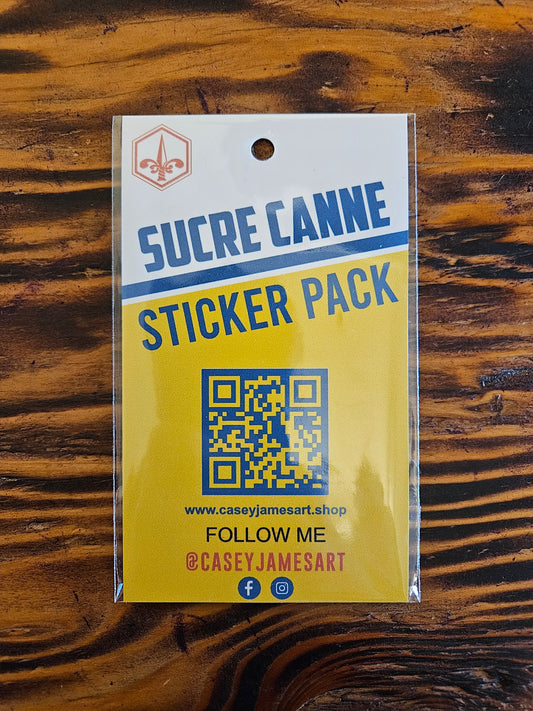 SUCRE CANNE
STICKER PACK
www.caseyjamesart.shop
FOLLOW ME
@CASEYJAMESART